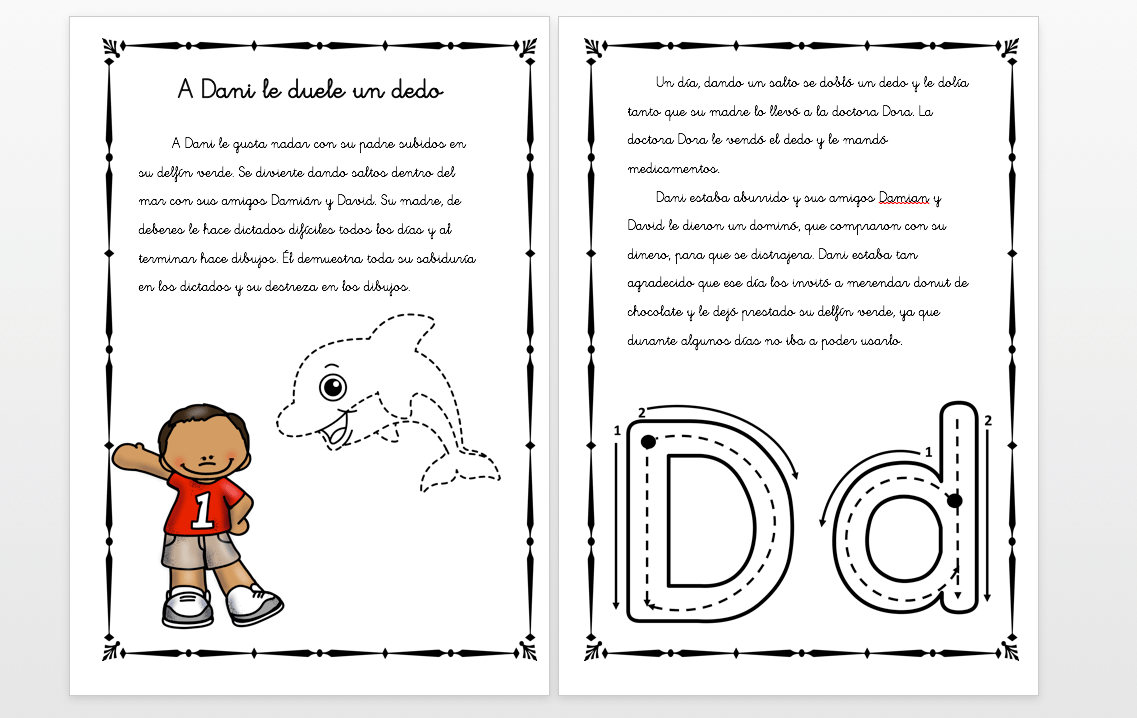 A Dani le duele un dedo
A Dani le gusta nadar con su padre subidos en
su delfín verde. Se divierte dando saltos dentro del
mar con sus amigos Damián y David. Su madre, de
deberes le hace dictados difíciles todos los días y al
terminar hace dibujos. Él demuestra toda su sabiduría
en los dictados y su destreza en los dibujos.
1
Un día, dando un salto se dobló un dedo y le dolía
tanto que su madre lo llevó a la doctora Dora. La
doctora Dora le vendó el dedo y le mandó
medicamentos.
Dani estaba aburrido y sus amigos Damian y
David le dieron un dominó, que compraron con su
dinero, para que se distrajera. Dani estaba tan
agradecido que ese día los invitó a merendar donut de
chocolate y le dejó prestado su delfín verde, ya que
durante algunos días no iba a poder usarlo.
1 2 D
1 2 d